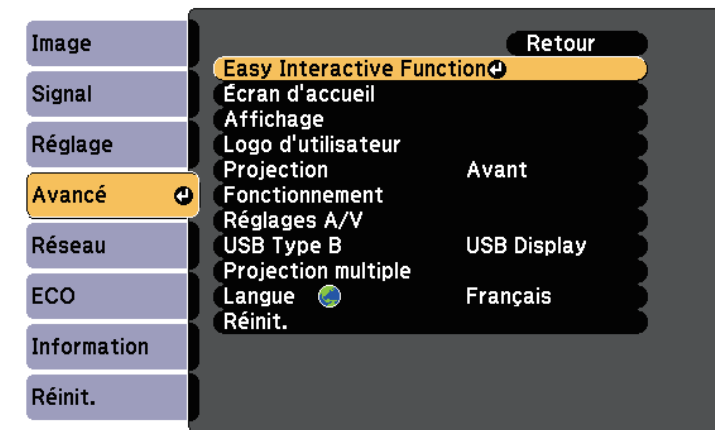 Image
Signal
Réglage
Avancé
Réseau
ECO
Information
Réinit.
Retour
Easy Interactive Function
Écran d'accueil
Affichage
Logo d'utilisateur
Projection Avant
Fonctionnement
Réglages A/V
USB Type B USB Display
Projection multiple
Langue Français
Réinit.